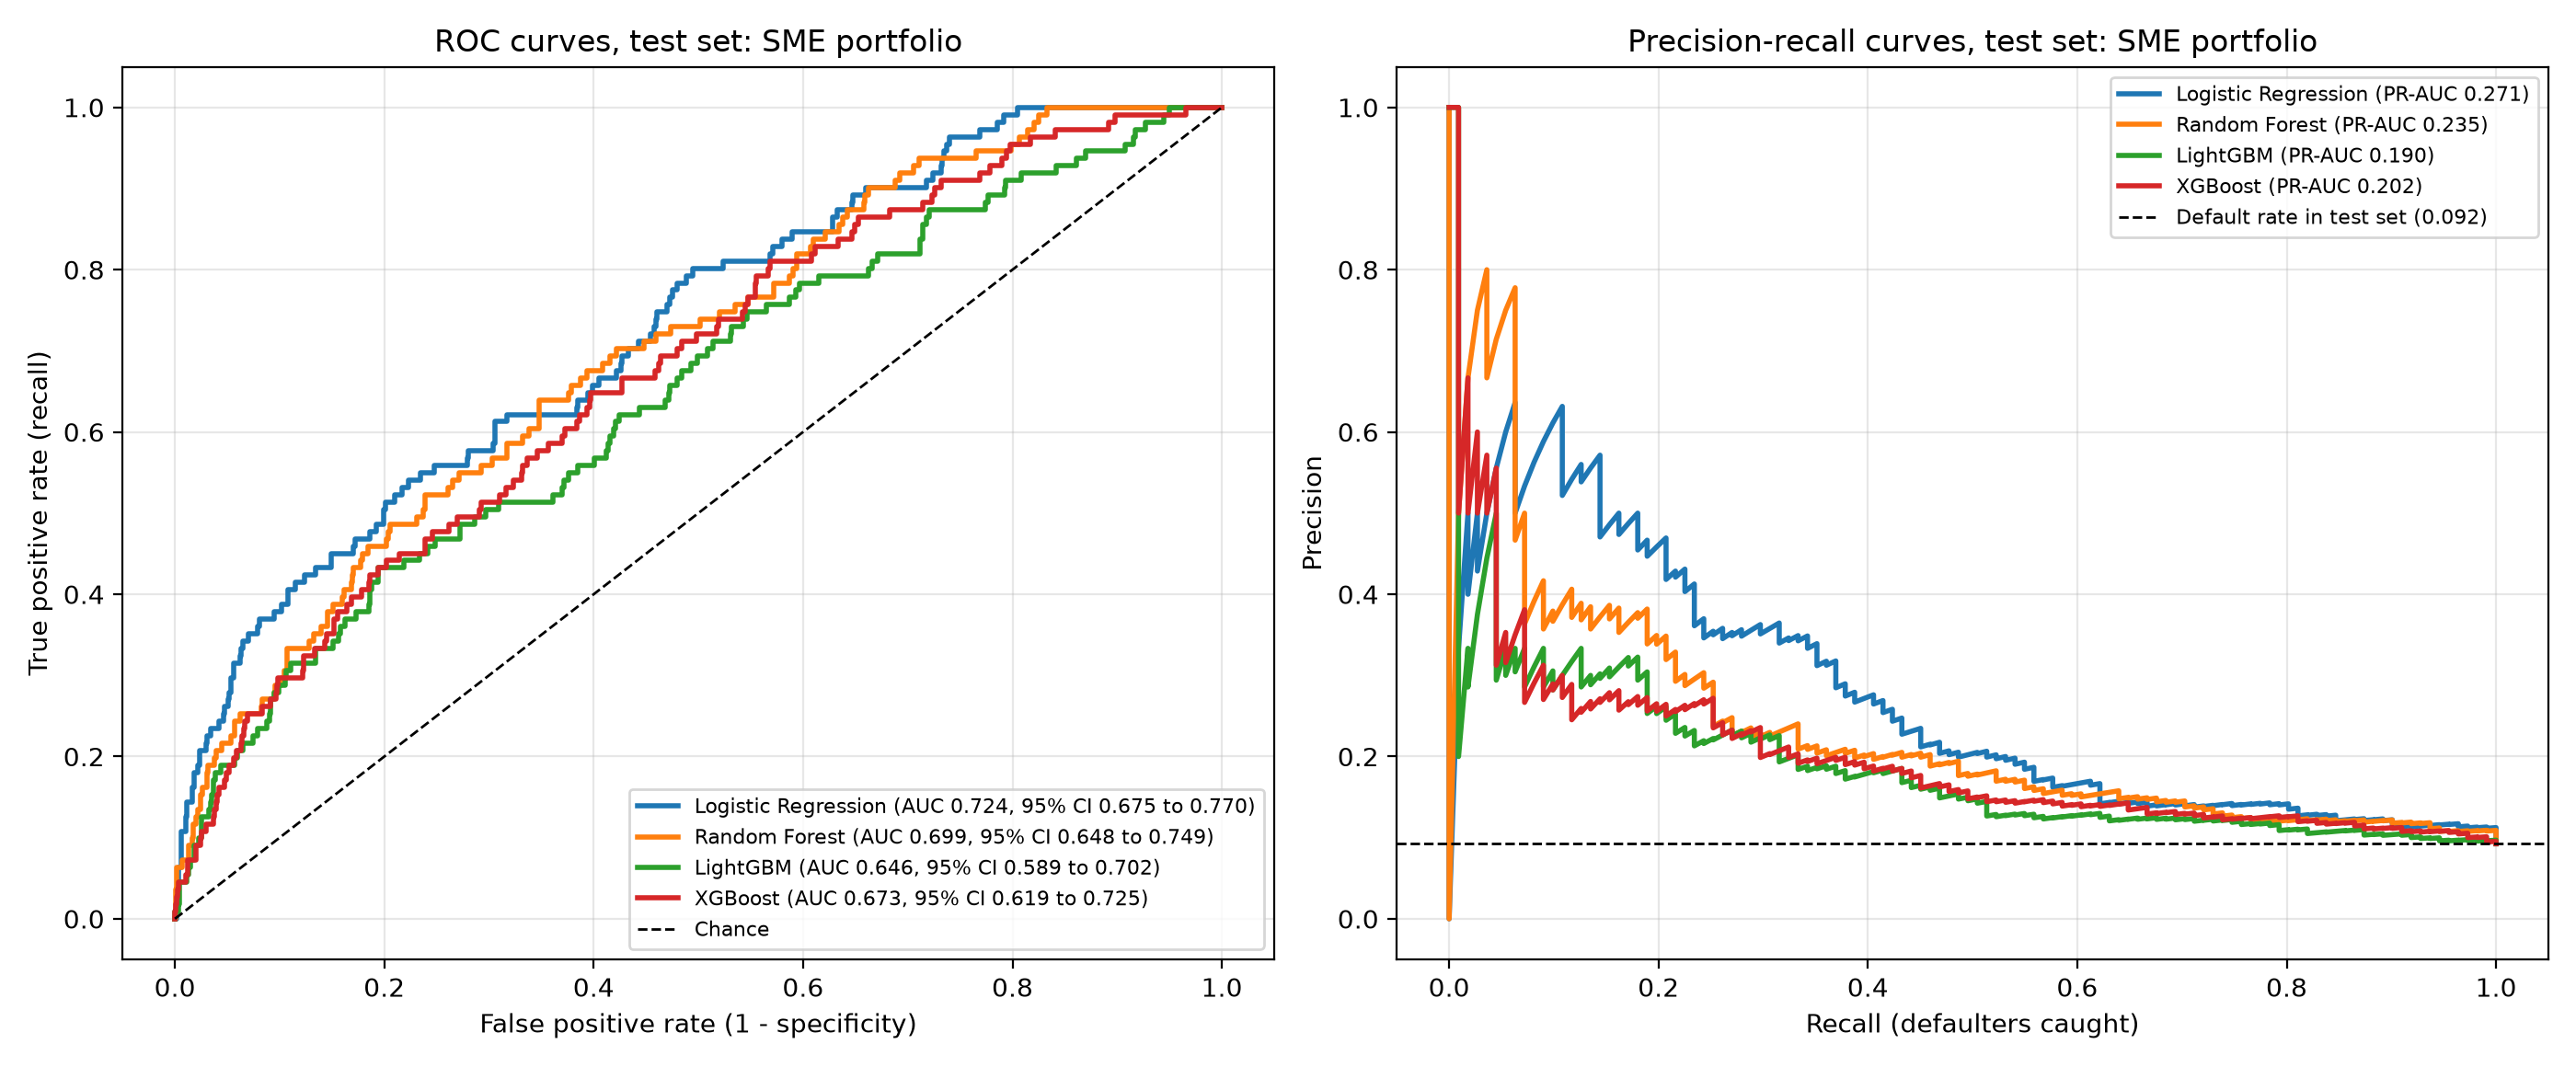 ROC curves, test set: SME portfolio
True positive rate (recall)
1.0
0.8
0.6
0.4
0.2
0.0
Logistic Regression (AUC 0.724, 95% CI 0.675 to 0.770)
Random Forest (AUC 0.699, 95% CI 0.648 to 0.749)
LightGBM (AUC 0.646, 95% CI 0.589 to 0.702)
XGBoost (AUC 0.673, 95% CI 0.619 to 0.725)
Chance
0.0 0.2 0.4 0.6 0.8 1.0
False positive rate (1 - specificity)
Precision-recall curves, test set: SME portfolio
Precision
1.0
0.8
0.6
0.4
0.2
0.0
Logistic Regression (PR-AUC 0.271)
Random Forest (PR-AUC 0.235)
LightGBM (PR-AUC 0.190)
XGBoost (PR-AUC 0.202)
Default rate in test set (0.092)
0.0 0.2 0.4 0.6 0.8 1.0
Recall (defaulters caught)